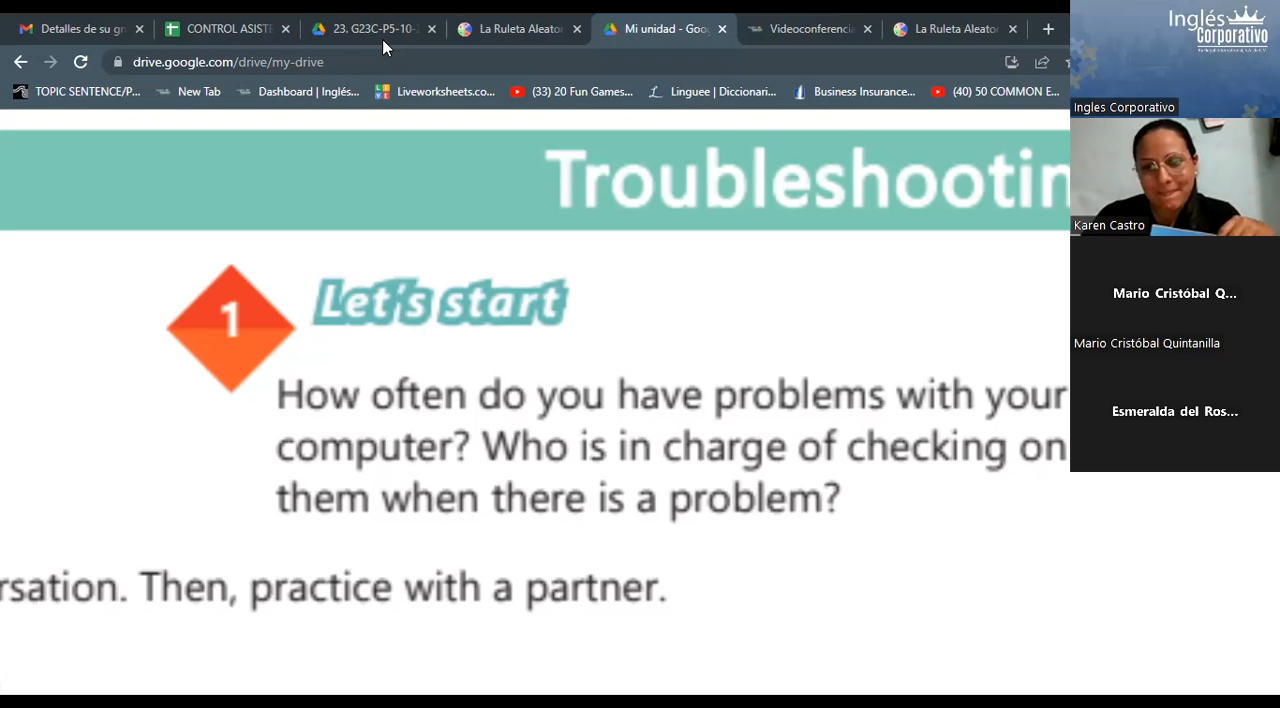 Detalles de su gr
CONTROL ASISTE
23. G23C-P5-10-
La Ruleta Aleator
Mi unidad - Goo
Videoconferencia
La Ruleta Aleator
drive.google.com/drive/my-drive
TOPIC SENTENCE/P...
New Tab
Dashboard | Inglés...
Liveworksheets.co...
(33) 20 Fun Games...
Linguee | Diccionari...
Business Insurance...
(40) 50 COMMON E...
Troubleshootin
1
Let's start
How often do you have problems with your
computer? Who is in charge of checking on
them when there is a problem?
rsation. Then, practice with a partner.
Inglés
Corporativo
Ingles Corporativo
Karen Castro
Mario Cristóbal Q...
Mario Cristóbal Quintanilla
Esmeralda del Ros...